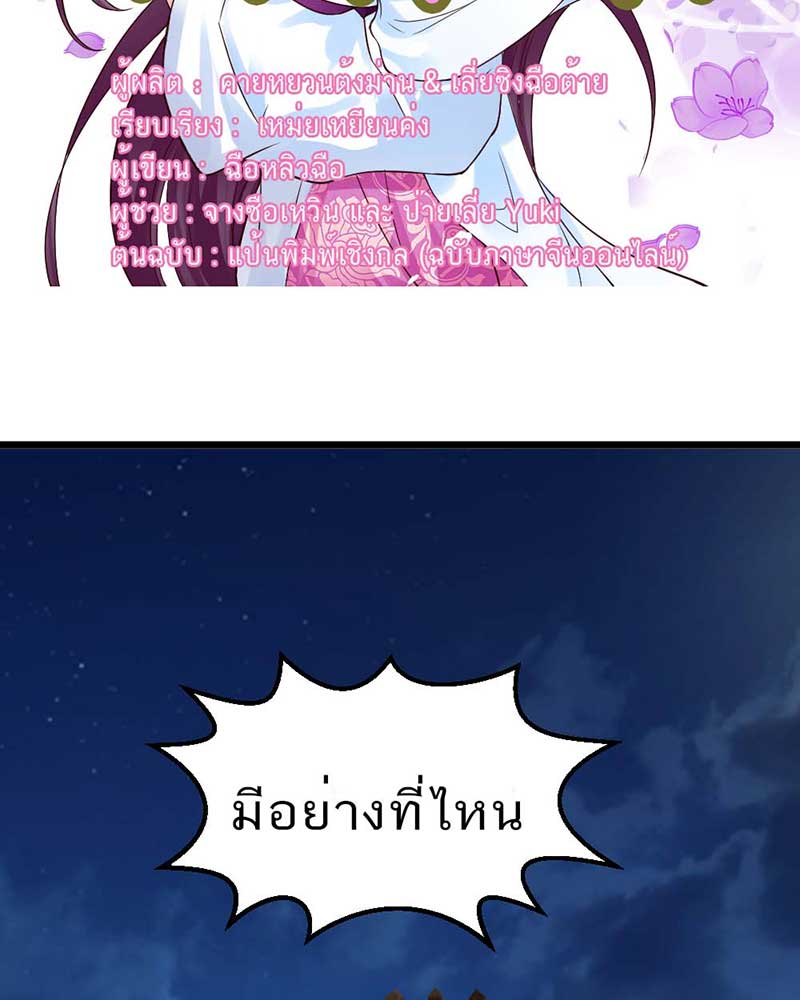 ผู้ผลิต : คายหยวนต้งม่าน & เลี่ยชิงฉือต้าย
เรียบเรียง : เหม่ยเหยียนค่ง
ผู้เขียน : ฉือหลิวฉือ
ผู้ช่วย : จางซือเหวิน และ ป่ายเลี่ย Yuki
ต้นฉบับ : แป้นพิมพ์เชิงกล (ฉบับภาษาจีนออนไลน์)
มีอย่างที่ไหน